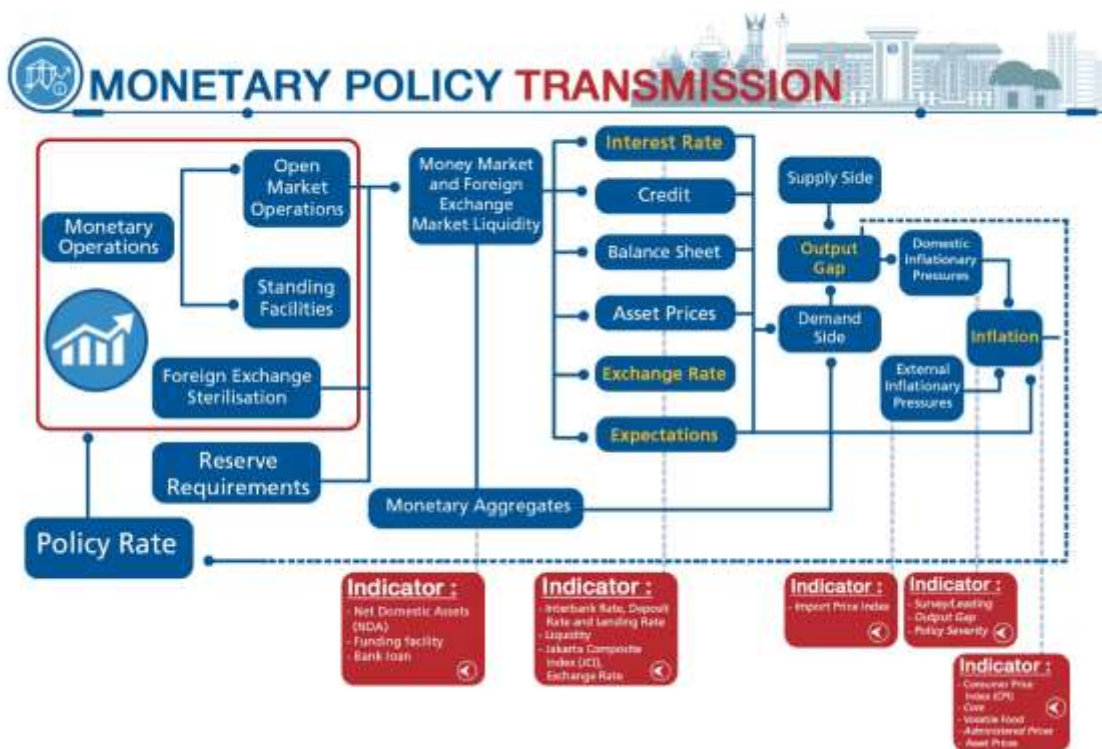 MONETARY POLICY TRANSMISSION
Monetary
Operations
Open
Market
Operations
Standing
Facilities
Foreign Exchange
Sterilisation
Reserve
Requirements
Policy Rate
Money Market
and Foreign
Exchange
Market Liquidity
Monetary Aggregates
Interest Rate
Credit
Balance Sheet
Asset Prices
Exchange Rate
Expectations
Supply Side
Output
Gap
Demand
Side
Domestic
Inflationary
Pressures
External
Inflationary
Pressures
Inflation
Indicator :
- Net Domestic Assets
(NDA)
- Funding facility
- Bank loan
Indicator :
- Interbank Rate, Deposit
Rate and Lending Rate
- Liquidity
- Jakarta Composite
Index (JCI),
Exchange Rate
Indicator :
- Import Price Index
Indicator :
- Survey/Leading
- Output Gap
- Policy Severity
Indicator :
- Consumer Price
Index (CPI)
- Core
- Volatile Food
- Administered Prices
- Asset Prices